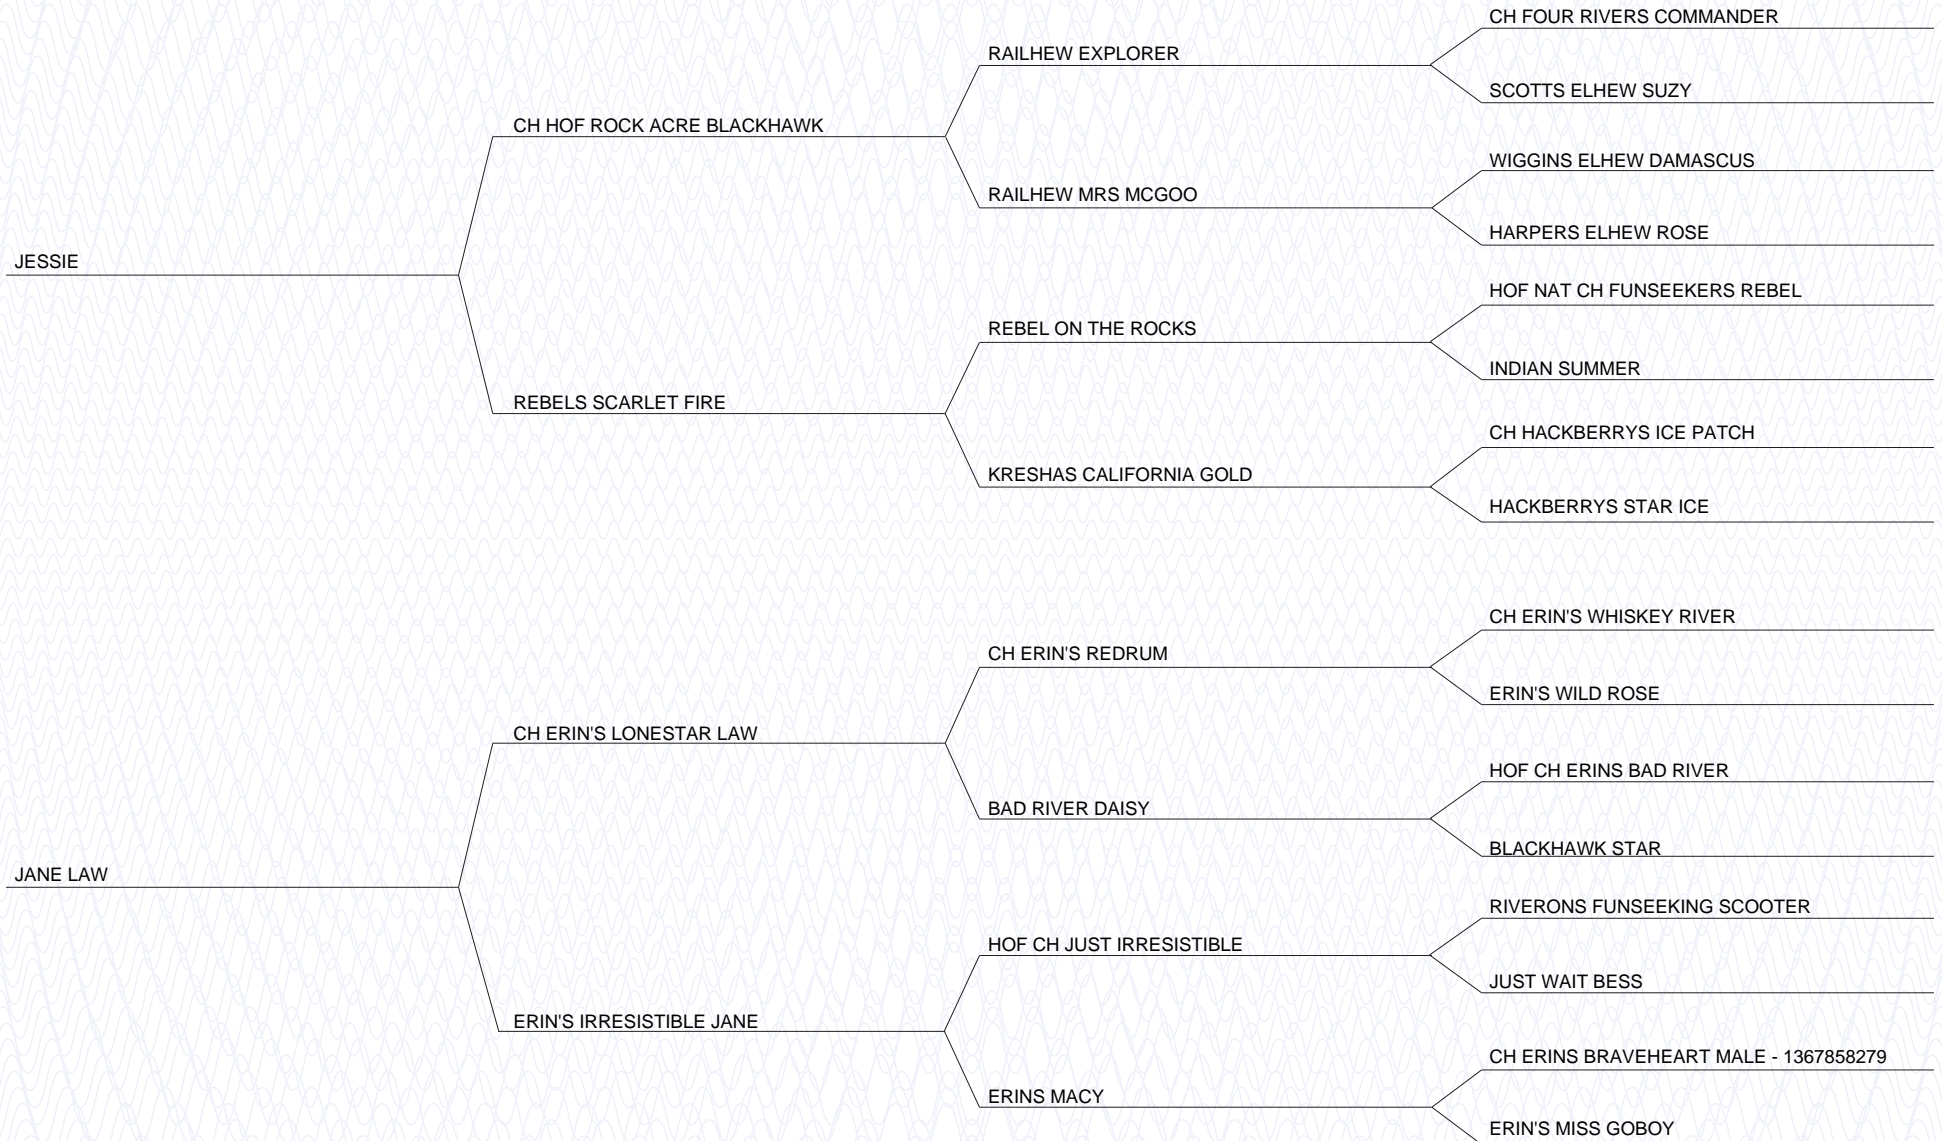 CH FOUR RIVERS COMMANDER
RAILHEW EXPLORER
SCOTTS ELHEW SUZY
CH HOF ROCK ACRE BLACKHAWK
WIGGINS ELHEW DAMASCUS
RAILHEW MRS MCGOO
HARPERS ELHEW ROSE
JESSIE
HOF NAT CH FUNSEEKERS REBEL
REBEL ON THE ROCKS
INDIAN SUMMER
REBELS SCARLET FIRE
CH HACKBERRYS ICE PATCH
KRESHAS CALIFORNIA GOLD
HACKBERRYS STAR ICE
CH ERIN'S WHISKEY RIVER
CH ERIN'S REDRUM
ERIN'S WILD ROSE
CH ERIN'S LONESTAR LAW
HOF CH ERINS BAD RIVER
BAD RIVER DAISY
BLACKHAWK STAR
JANE LAW
RIVERONS FUNSEEKING SCOOTER
HOF CH JUST IRRESISTIBLE
JUST WAIT BESS
ERIN'S IRRESISTIBLE JANE
CH ERINS BRAVEHEART MALE - 1367858279
ERINS MACY
ERIN'S MISS GOBOY